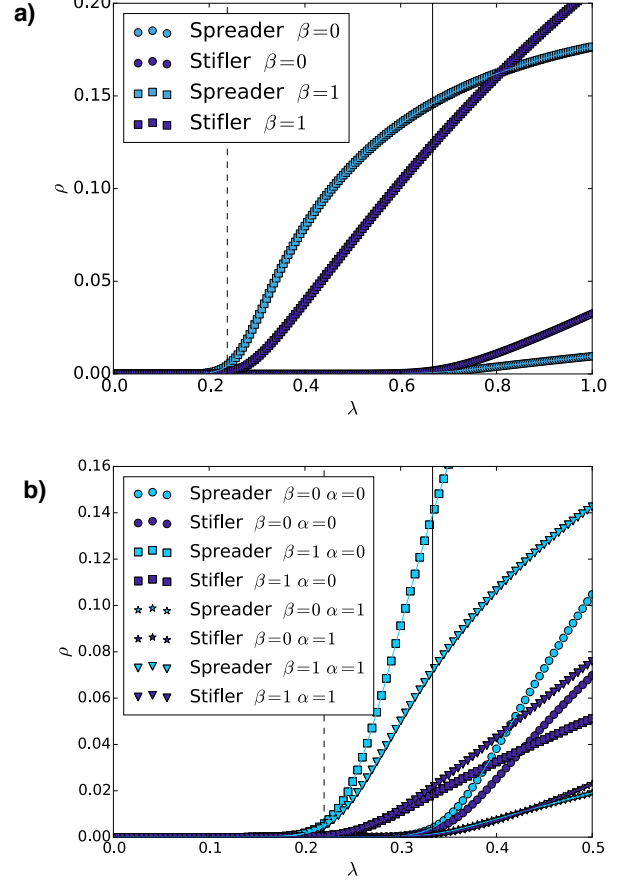 a)
0.20
0.15
0.10
0.05
0.00
ρ
Spreader β=0
Stifler β=0
Spreader β=1
Stifler β=1
0.0 0.2 0.4 0.6 0.8 1.0
λ
b)
0.16
0.14
0.12
0.10
0.08
0.06
0.04
0.02
0.00
ρ
Spreader β=0 α=0
Stifler β=0 α=0
Spreader β=1 α=0
Stifler β=1 α=0
Spreader β=0 α=1
Stifler β=0 α=1
Spreader β=1 α=1
Stifler β=1 α=1
0.0 0.1 0.2 0.3 0.4 0.5
λ